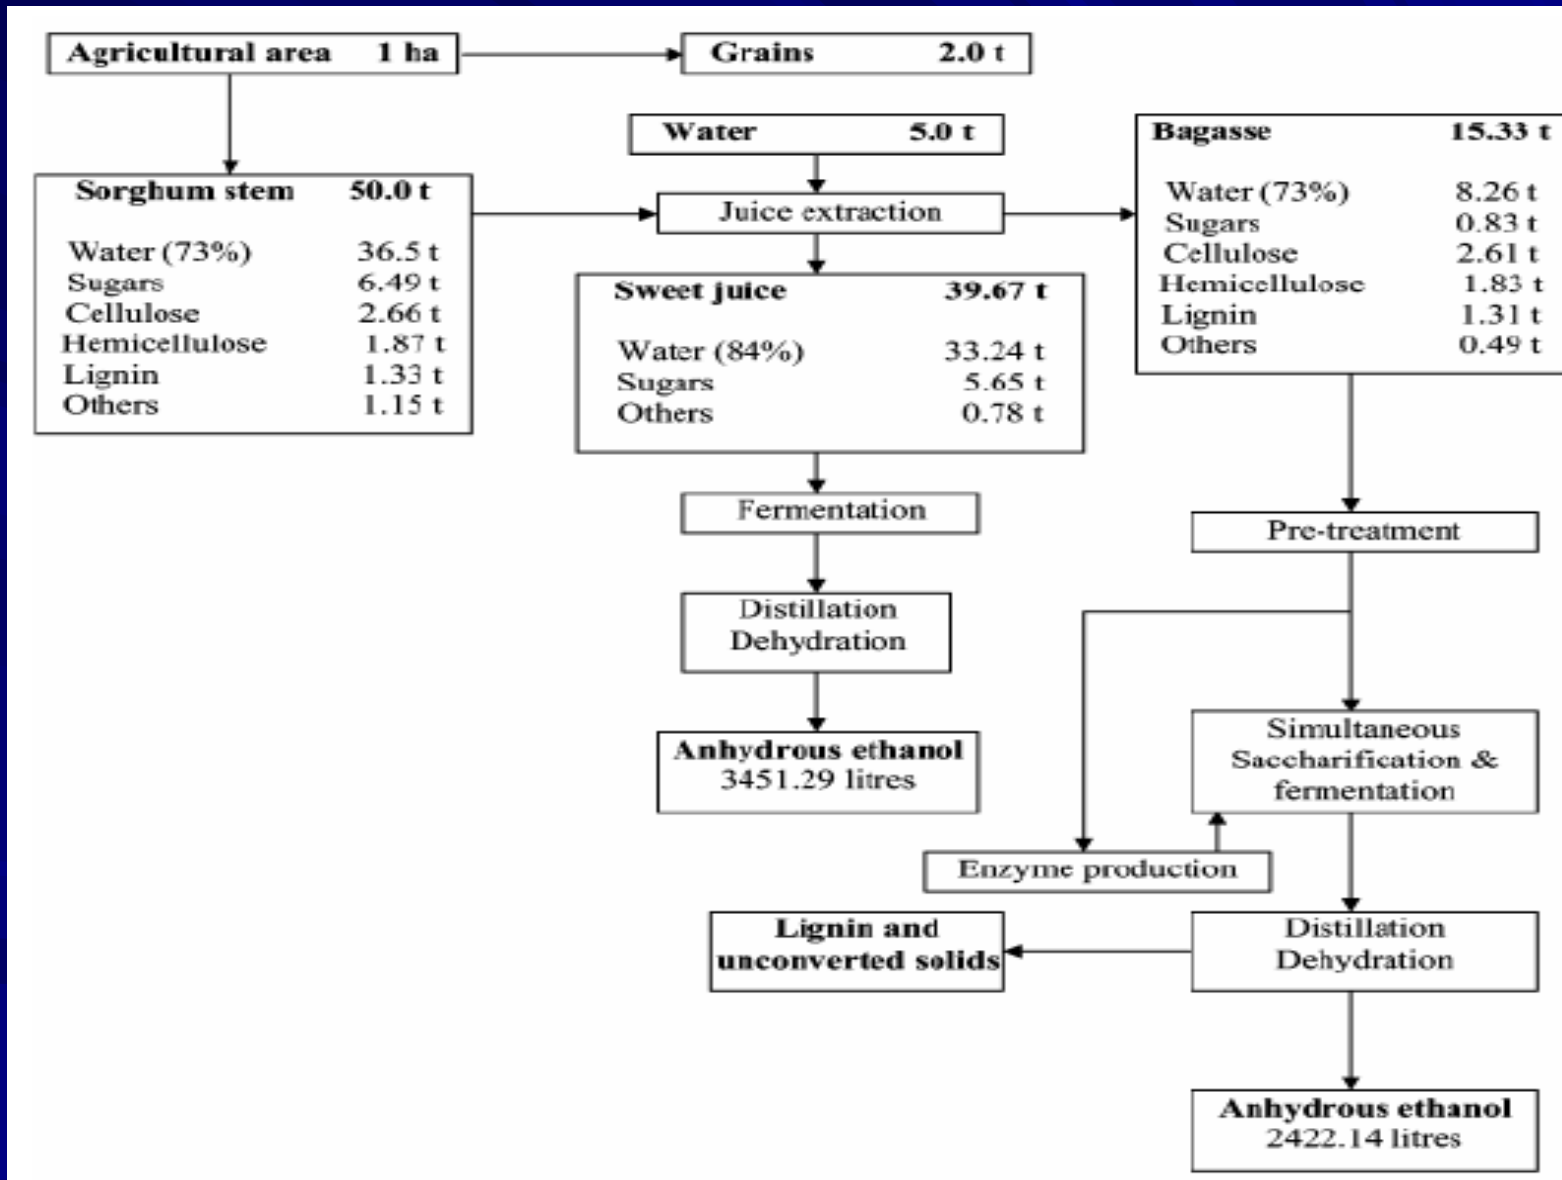 Agricultural area 1 ha
Grains 2.0 t
Water 5.0 t
Sorghum stem 50.0 t
Water (73%) 36.5 t
Sugars 6.49 t
Cellulose 2.66 t
Hemicellulose 1.87 t
Lignin 1.33 t
Others 1.15 t
Juice extraction
Bagasse 15.33 t
Water (73%) 8.26 t
Sugars 0.83 t
Cellulose 2.61 t
Hemicellulose 1.83 t
Lignin 1.31 t
Others 0.49 t
Sweet juice 39.67 t
Water (84%) 33.24 t
Sugars 5.65 t
Others 0.78 t
Fermentation
Distillation
Dehydration
Anhydrous ethanol
3451.29 litres
Pre-treatment
Simultaneous
Saccharification &
fermentation
Enzyme production
Distillation
Dehydration
Lignin and
unconverted solids
Anhydrous ethanol
2422.14 litres